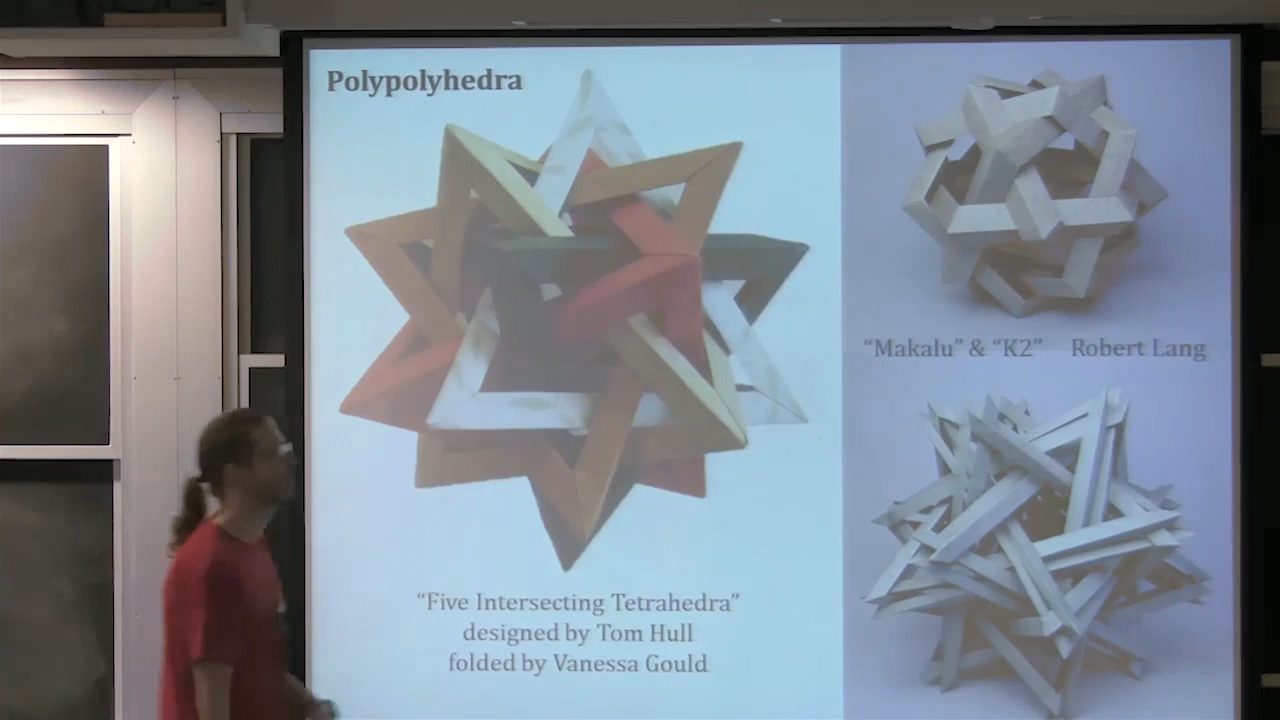 Polypolyhedra
“Five Intersecting Tetrahedra”
designed by Tom Hull
folded by Vanessa Gould
“Makalu” & “K2” Robert Lang